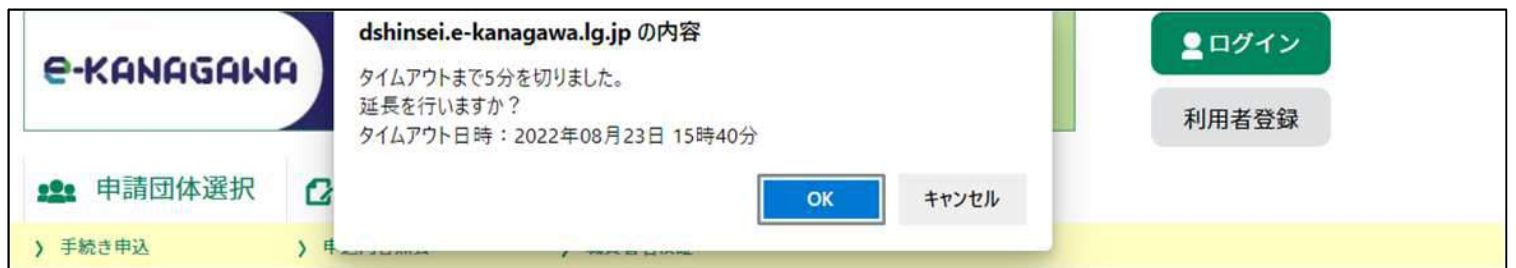 dshinsei.e-kanagawa.lg.jp の内容
e-KANAGAWA
タイムアウトまで5分を切りました。
延長を行いますか？
タイムアウト日時：2022年08月23日 15時40分
OK
キャンセル
ログイン
利用者登録
申請団体選択
手続き申込